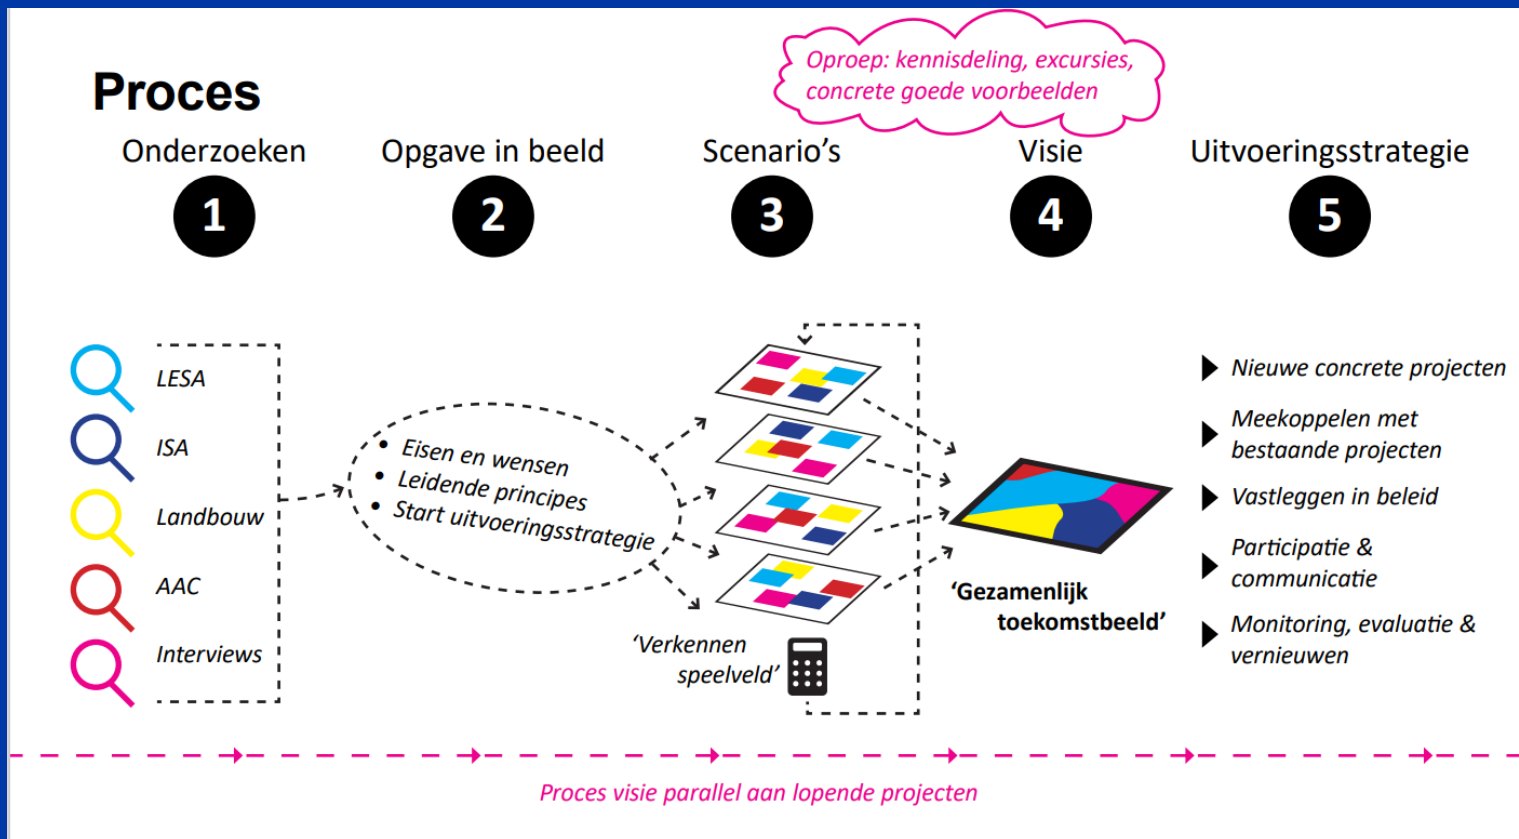 Oproep: kennisdeling, excursies,
concrete goede voorbeelden
Proces
Onderzoeken
Opgave in beeld
Scenario’s
Visie
Uitvoeringsstrategie
1
2
3
4
5
LESA
ISA
Landbouw
AAC
Interviews
• Eisen en wensen
• Leidende principes
• Start uitvoeringsstrategie
‘Verkennen
speelveld’
‘Gezamenlijk
toekomstbeeld’
Nieuwe concrete projecten
Meekoppelen met
bestaande projecten
Vastleggen in beleid
Participatie &
communicatie
Monitoring, evaluatie &
vernieuwen
Proces visie parallel aan lopende projecten